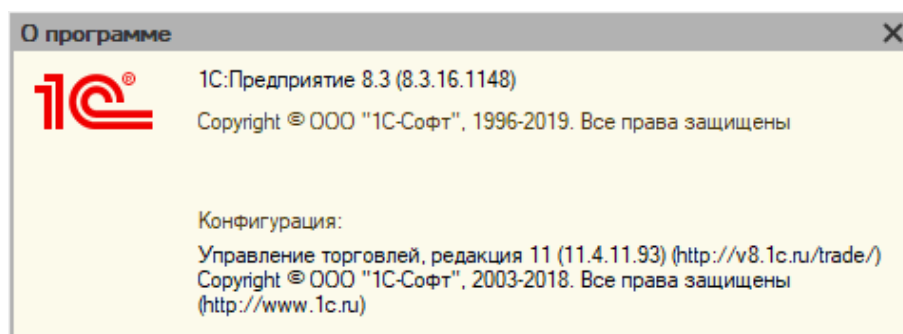 О программе
1С®
1С:Предприятие 8.3 (8.3.16.1148)
Copyright © ООО "1С-Софт", 1996-2019. Все права защищены
Конфигурация:
Управление торговлей, редакция 11 (11.4.11.93) (http://v8.1c.ru/trade/)
Copyright © ООО "1С-Софт", 2003-2018. Все права защищены
(http://www.1c.ru)